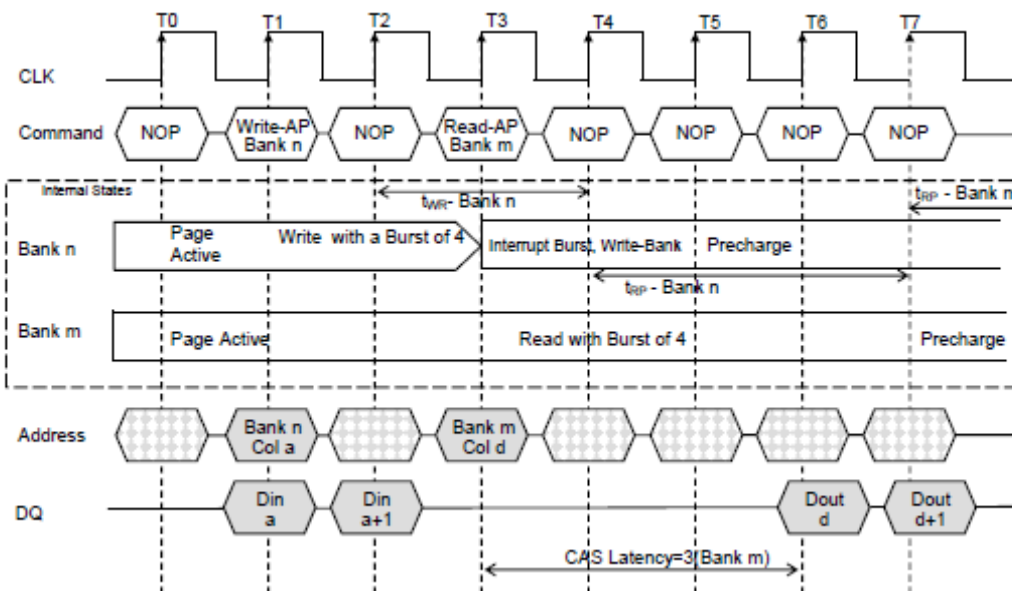 T0 T1 T2 T3 T4 T5 T6 T7
CLK
Command NOP Write-AP Bank n NOP Read-AP Bank m NOP NOP NOP NOP
Internal States
tWR- Bank n
tRP - Bank n
Bank n Page Active Write with a Burst of 4 Interrupt Burst, Write-Bank Precharge
tRP - Bank n
Bank m Page Active Read with Burst of 4 Precharge
Address Bank n Col a Bank m Col d
DQ Din a Din a+1 Dout d Dout d+1
CAS Latency=3(Bank m)